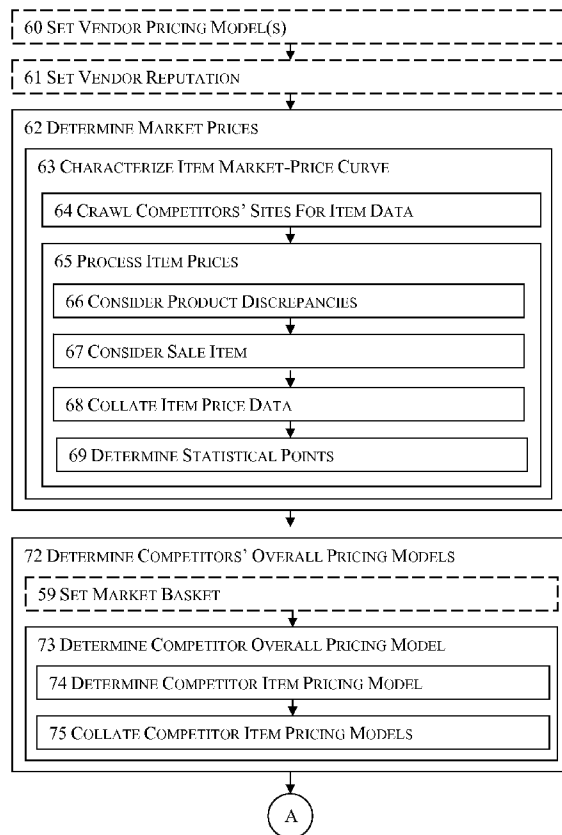 60 SET VENDOR PRICING MODEL(S)
61 SET VENDOR REPUTATION
62 DETERMINE MARKET PRICES
63 CHARACTERIZE ITEM MARKET-PRICE CURVE
64 CRAWL COMPETITORS' SITES FOR ITEM DATA
65 PROCESS ITEM PRICES
66 CONSIDER PRODUCT DISCREPANCIES
67 CONSIDER SALE ITEM
68 COLLATE ITEM PRICE DATA
69 DETERMINE STATISTICAL POINTS
72 DETERMINE COMPETITORS' OVERALL PRICING MODELS
59 SET MARKET BASKET
73 DETERMINE COMPETITOR OVERALL PRICING MODEL
74 DETERMINE COMPETITOR ITEM PRICING MODEL
75 COLLATE COMPETITOR ITEM PRICING MODELS
A